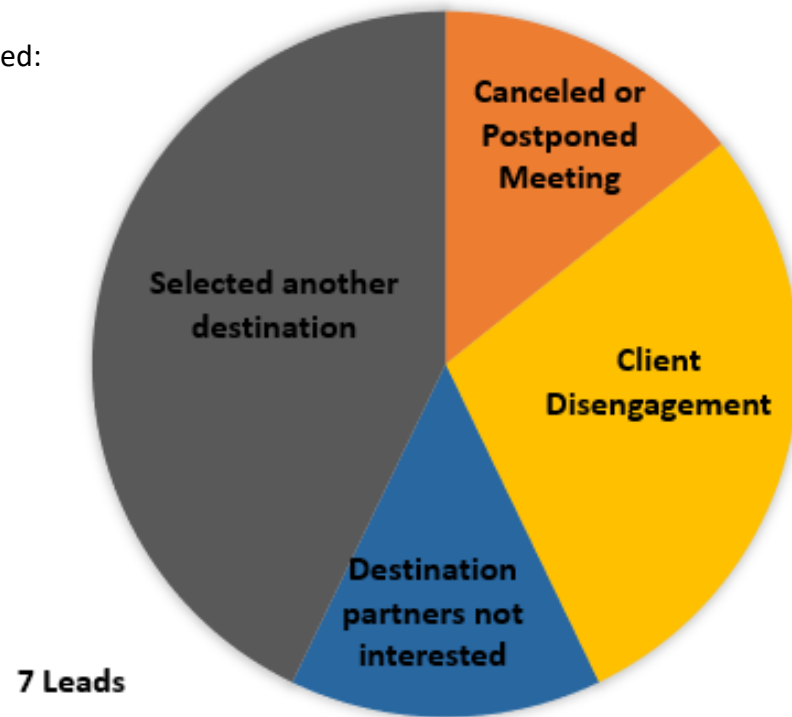 ed:
Canceled or
Postponed
Meeting
Selected another
destination
Client
Disengagement
Destination
partners not
interested
7 Leads